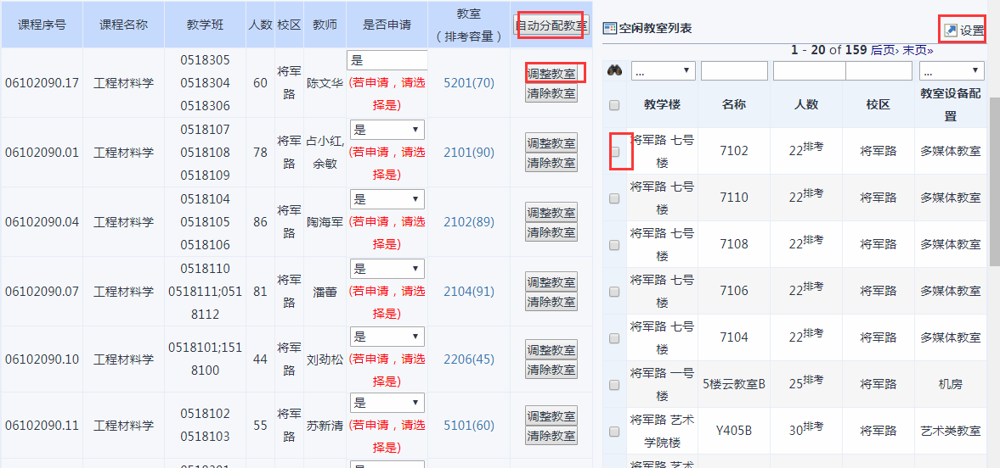 课程序号 课程名称 教学班 人数 校区 教师 是否申请 教室（排考容量） 自动分配教室
06102090.17 工程材料学 0518305 0518304 0518306 60 将军路 陈文华 是 (若申请，请选择是) 5201(70) 调整教室 清除教室
06102090.01 工程材料学 0518107 0518108 0518109 78 将军路 占小红,余敏 是 (若申请，请选择是) 2101(90) 调整教室 清除教室
06102090.04 工程材料学 0518104 0518105 0518106 86 将军路 陶海军 是 (若申请，请选择是) 2102(89) 调整教室 清除教室
06102090.07 工程材料学 0518110 0518111;0518112 81 将军路 潘蕾 是 (若申请，请选择是) 2104(91) 调整教室 清除教室
06102090.10 工程材料学 0518101;1518100 44 将军路 刘劲松 是 (若申请，请选择是) 2206(45) 调整教室 清除教室
06102090.11 工程材料学 0518102 0518103 55 将军路 苏新清 是 (若申请，请选择是) 5101(60) 调整教室 清除教室
空闲教室列表 设置
1 - 20 of 159 后页› 末页»
... ...
教学楼 名称 人数 校区 教室设备配置
将军路 七号楼 7102 22排考 将军路 多媒体教室
将军路 七号楼 7110 22排考 将军路 多媒体教室
将军路 七号楼 7108 22排考 将军路 多媒体教室
将军路 七号楼 7106 22排考 将军路 多媒体教室
将军路 七号楼 7104 22排考 将军路 多媒体教室
将军路 一号楼 5楼云教室B 25排考 将军路 机房
将军路 艺术学院楼 Y405B 30排考 将军路 艺术类教室
将军路 艺术